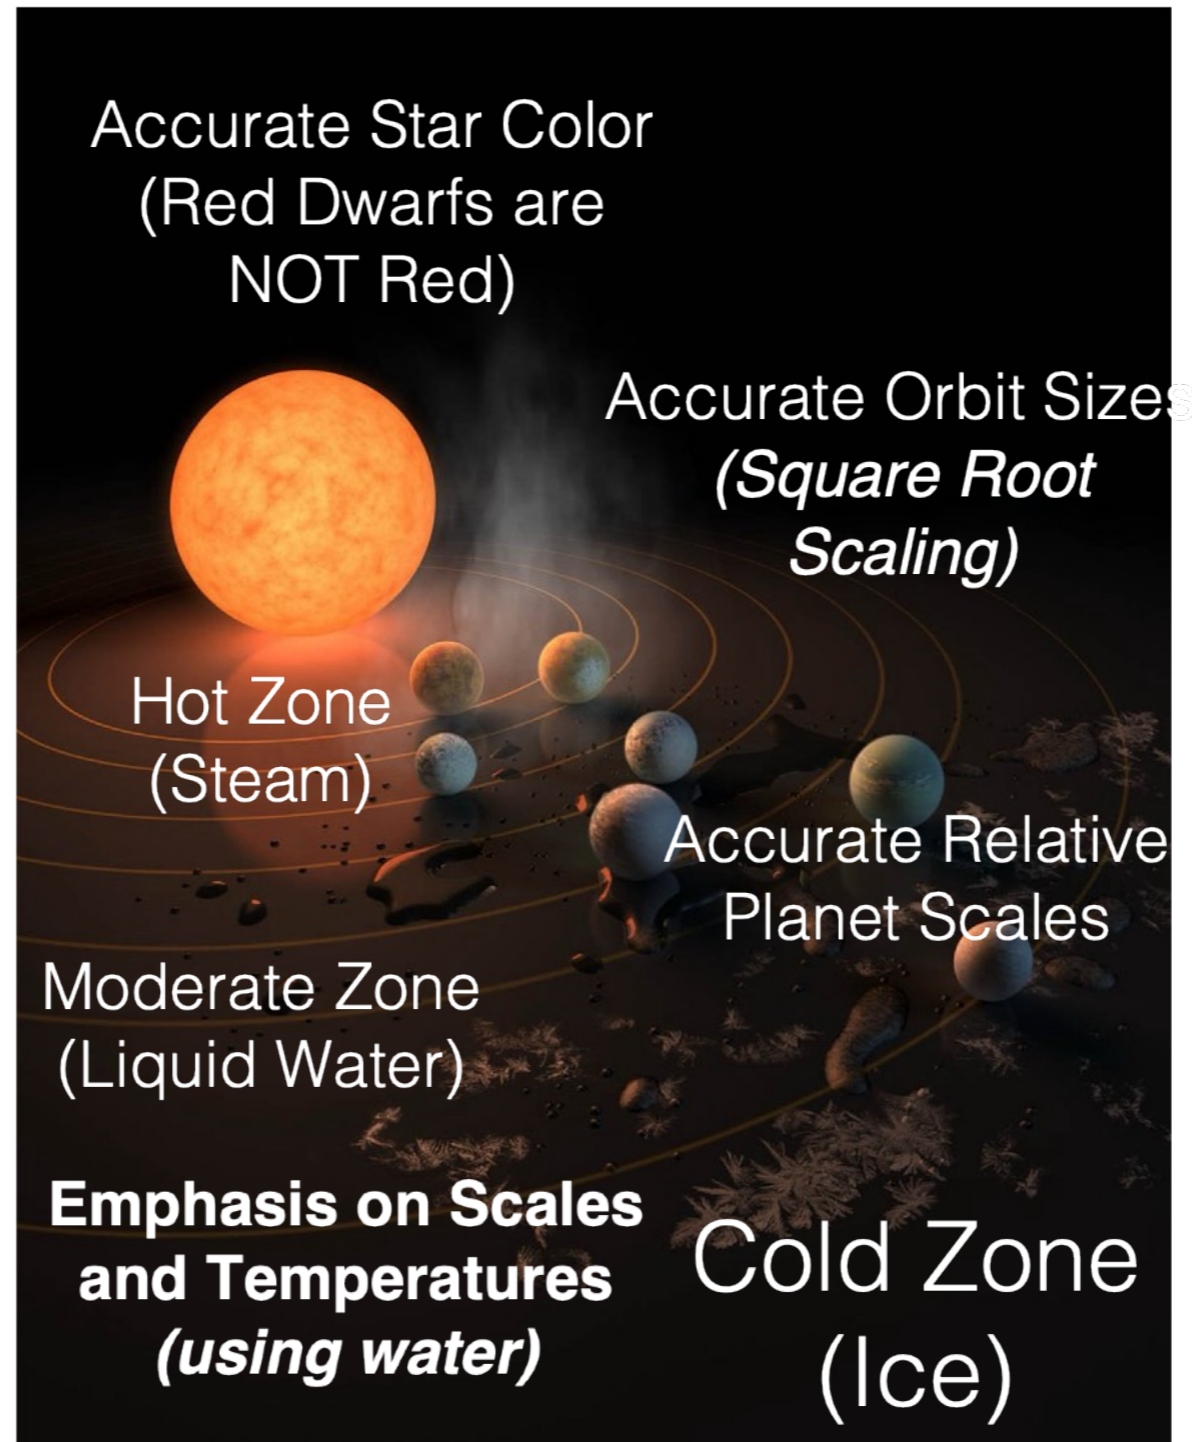 Accurate Star Color
(Red Dwarfs are
NOT Red)
Accurate Orbit Sizes
(Square Root
Scaling)
Hot Zone
(Steam)
Accurate Relative
Planet Scales
Moderate Zone
(Liquid Water)
Emphasis on Scales
and Temperatures
(using water)
Cold Zone
(Ice)